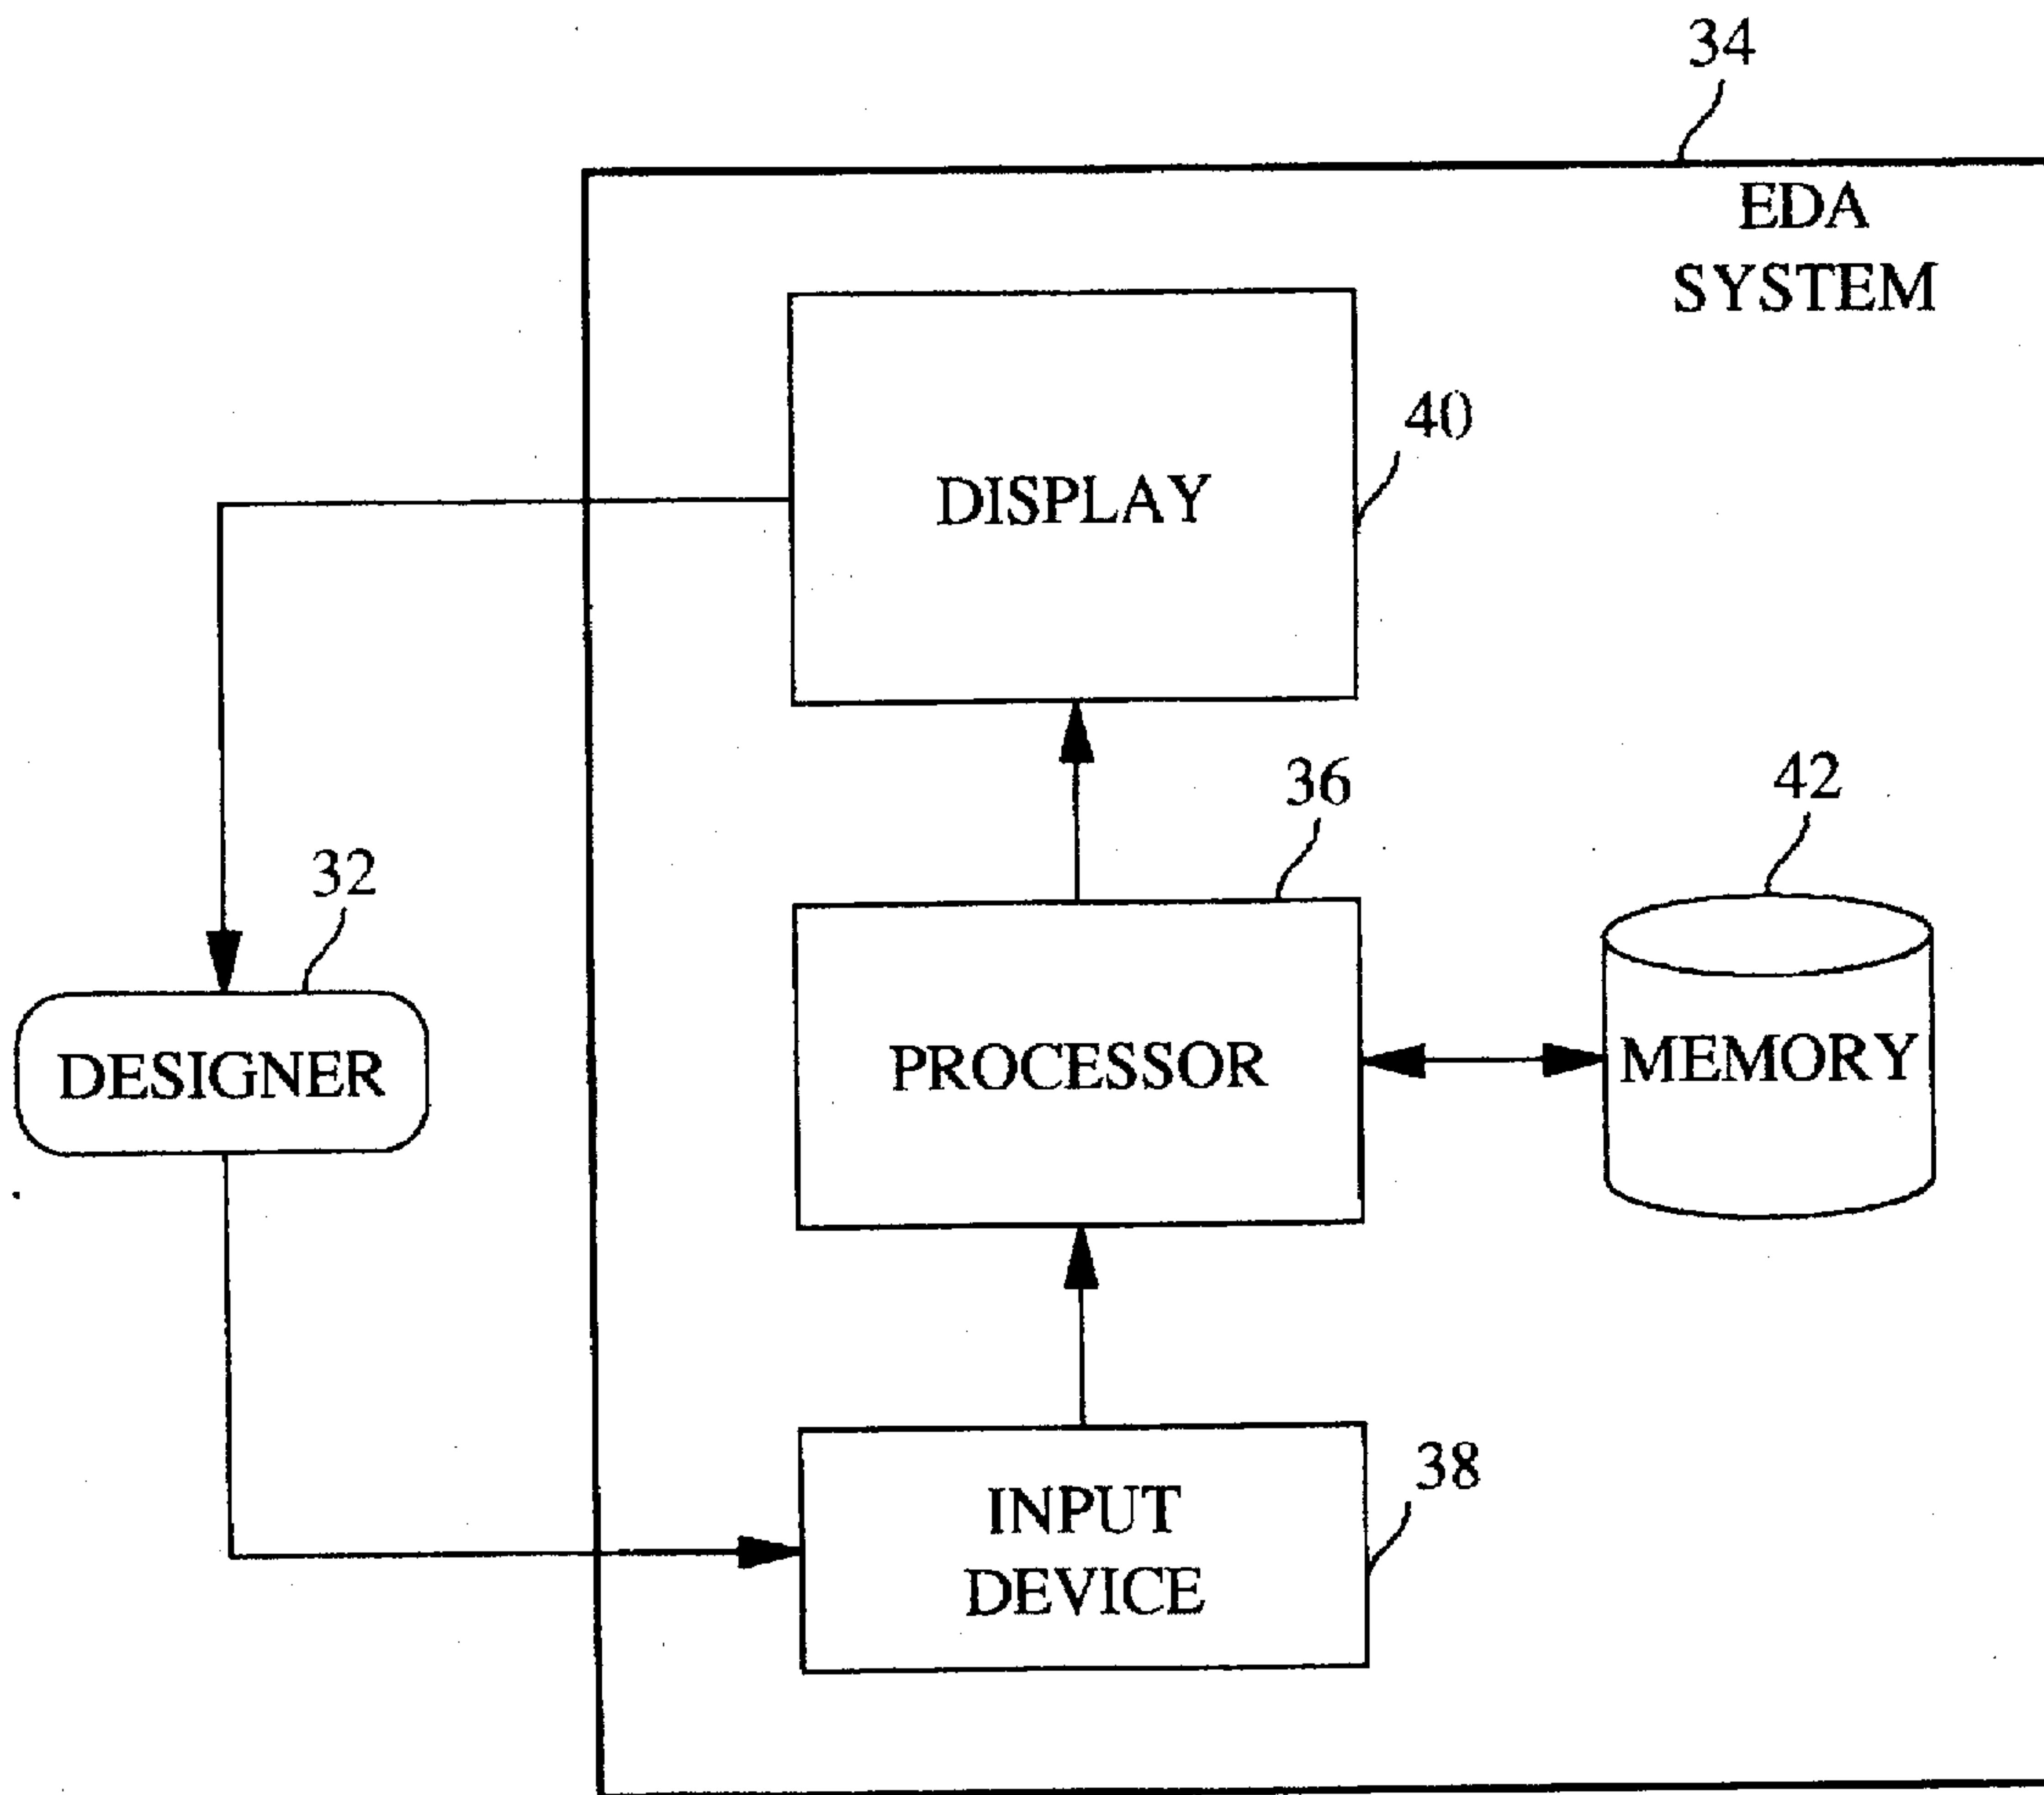 34
EDA
SYSTEM
40
DISPLAY
36
42
32
DESIGNER
PROCESSOR
MEMORY
38
INPUT
DEVICE